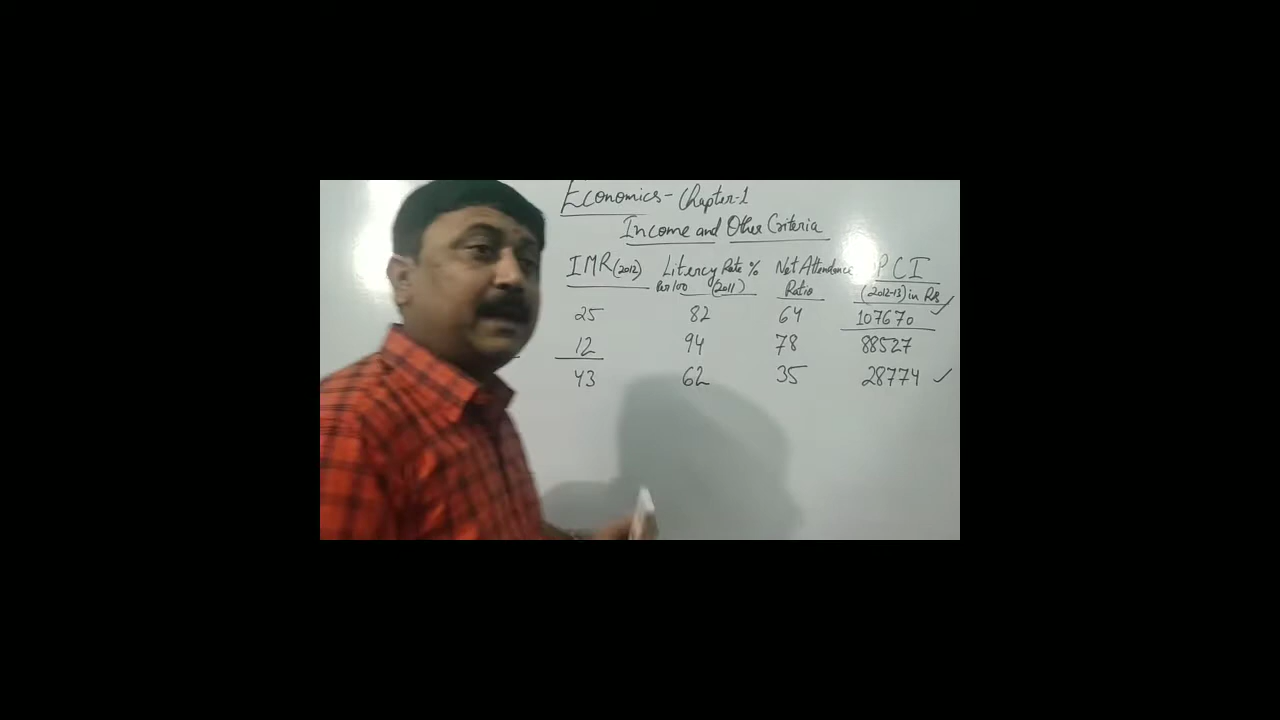 Economics - Chapter-1
Income and Other Criteria
IMR (2012) Litercy Rate % Net Attendance PCI
Per 100 (2011) Ratio (2012-13) in Rs
25 82 64 107670
12 94 78 88527
43 62 35 28774